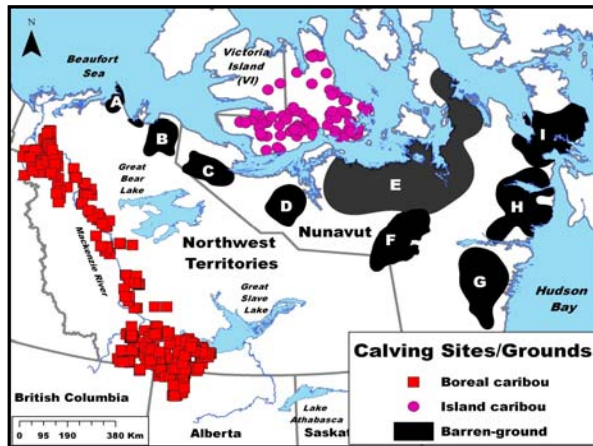 N
Beaufort
Sea
Victoria
Island
(VI)
A
B
C
D
E
F
G
H
I
Great
Bear
Lake
Mackenzie River
Northwest
Territories
Nunavut
Great
Slave
Lake
Hudson
Bay
British Columbia
Alberta
Lake
Athabasca
Saskat
0 95 190 380 Km
Calving Sites/Grounds
Boreal caribou
Island caribou
Barren-ground